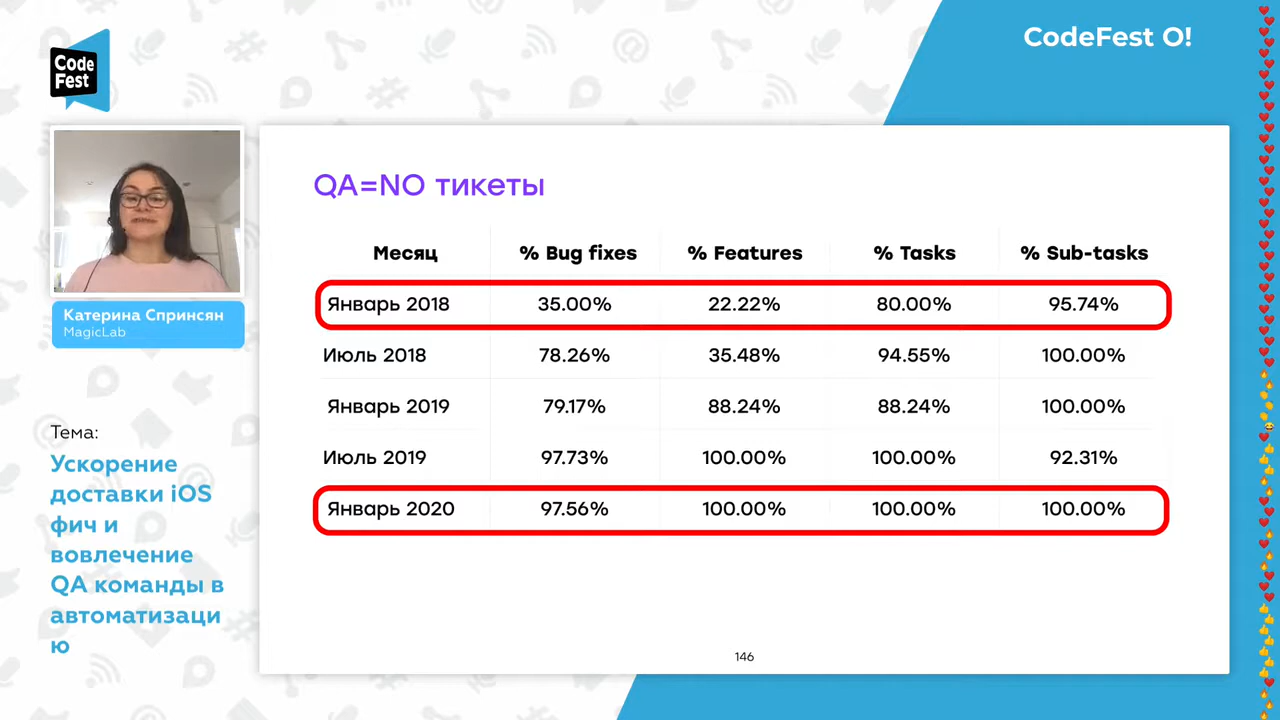 Code
Fest
CodeFest O!
Катерина Спринсян
MagicLab
Тема:
Ускорение
доставки iOS
фич и
вовлечение
QA команды в
автоматизаци
ю
QA=NO тикеты
Месяц % Bug fixes % Features % Tasks % Sub-tasks
Январь 2018 35.00% 22.22% 80.00% 95.74%
Июль 2018 78.26% 35.48% 94.55% 100.00%
Январь 2019 79.17% 88.24% 88.24% 100.00%
Июль 2019 97.73% 100.00% 100.00% 92.31%
Январь 2020 97.56% 100.00% 100.00% 100.00%
146